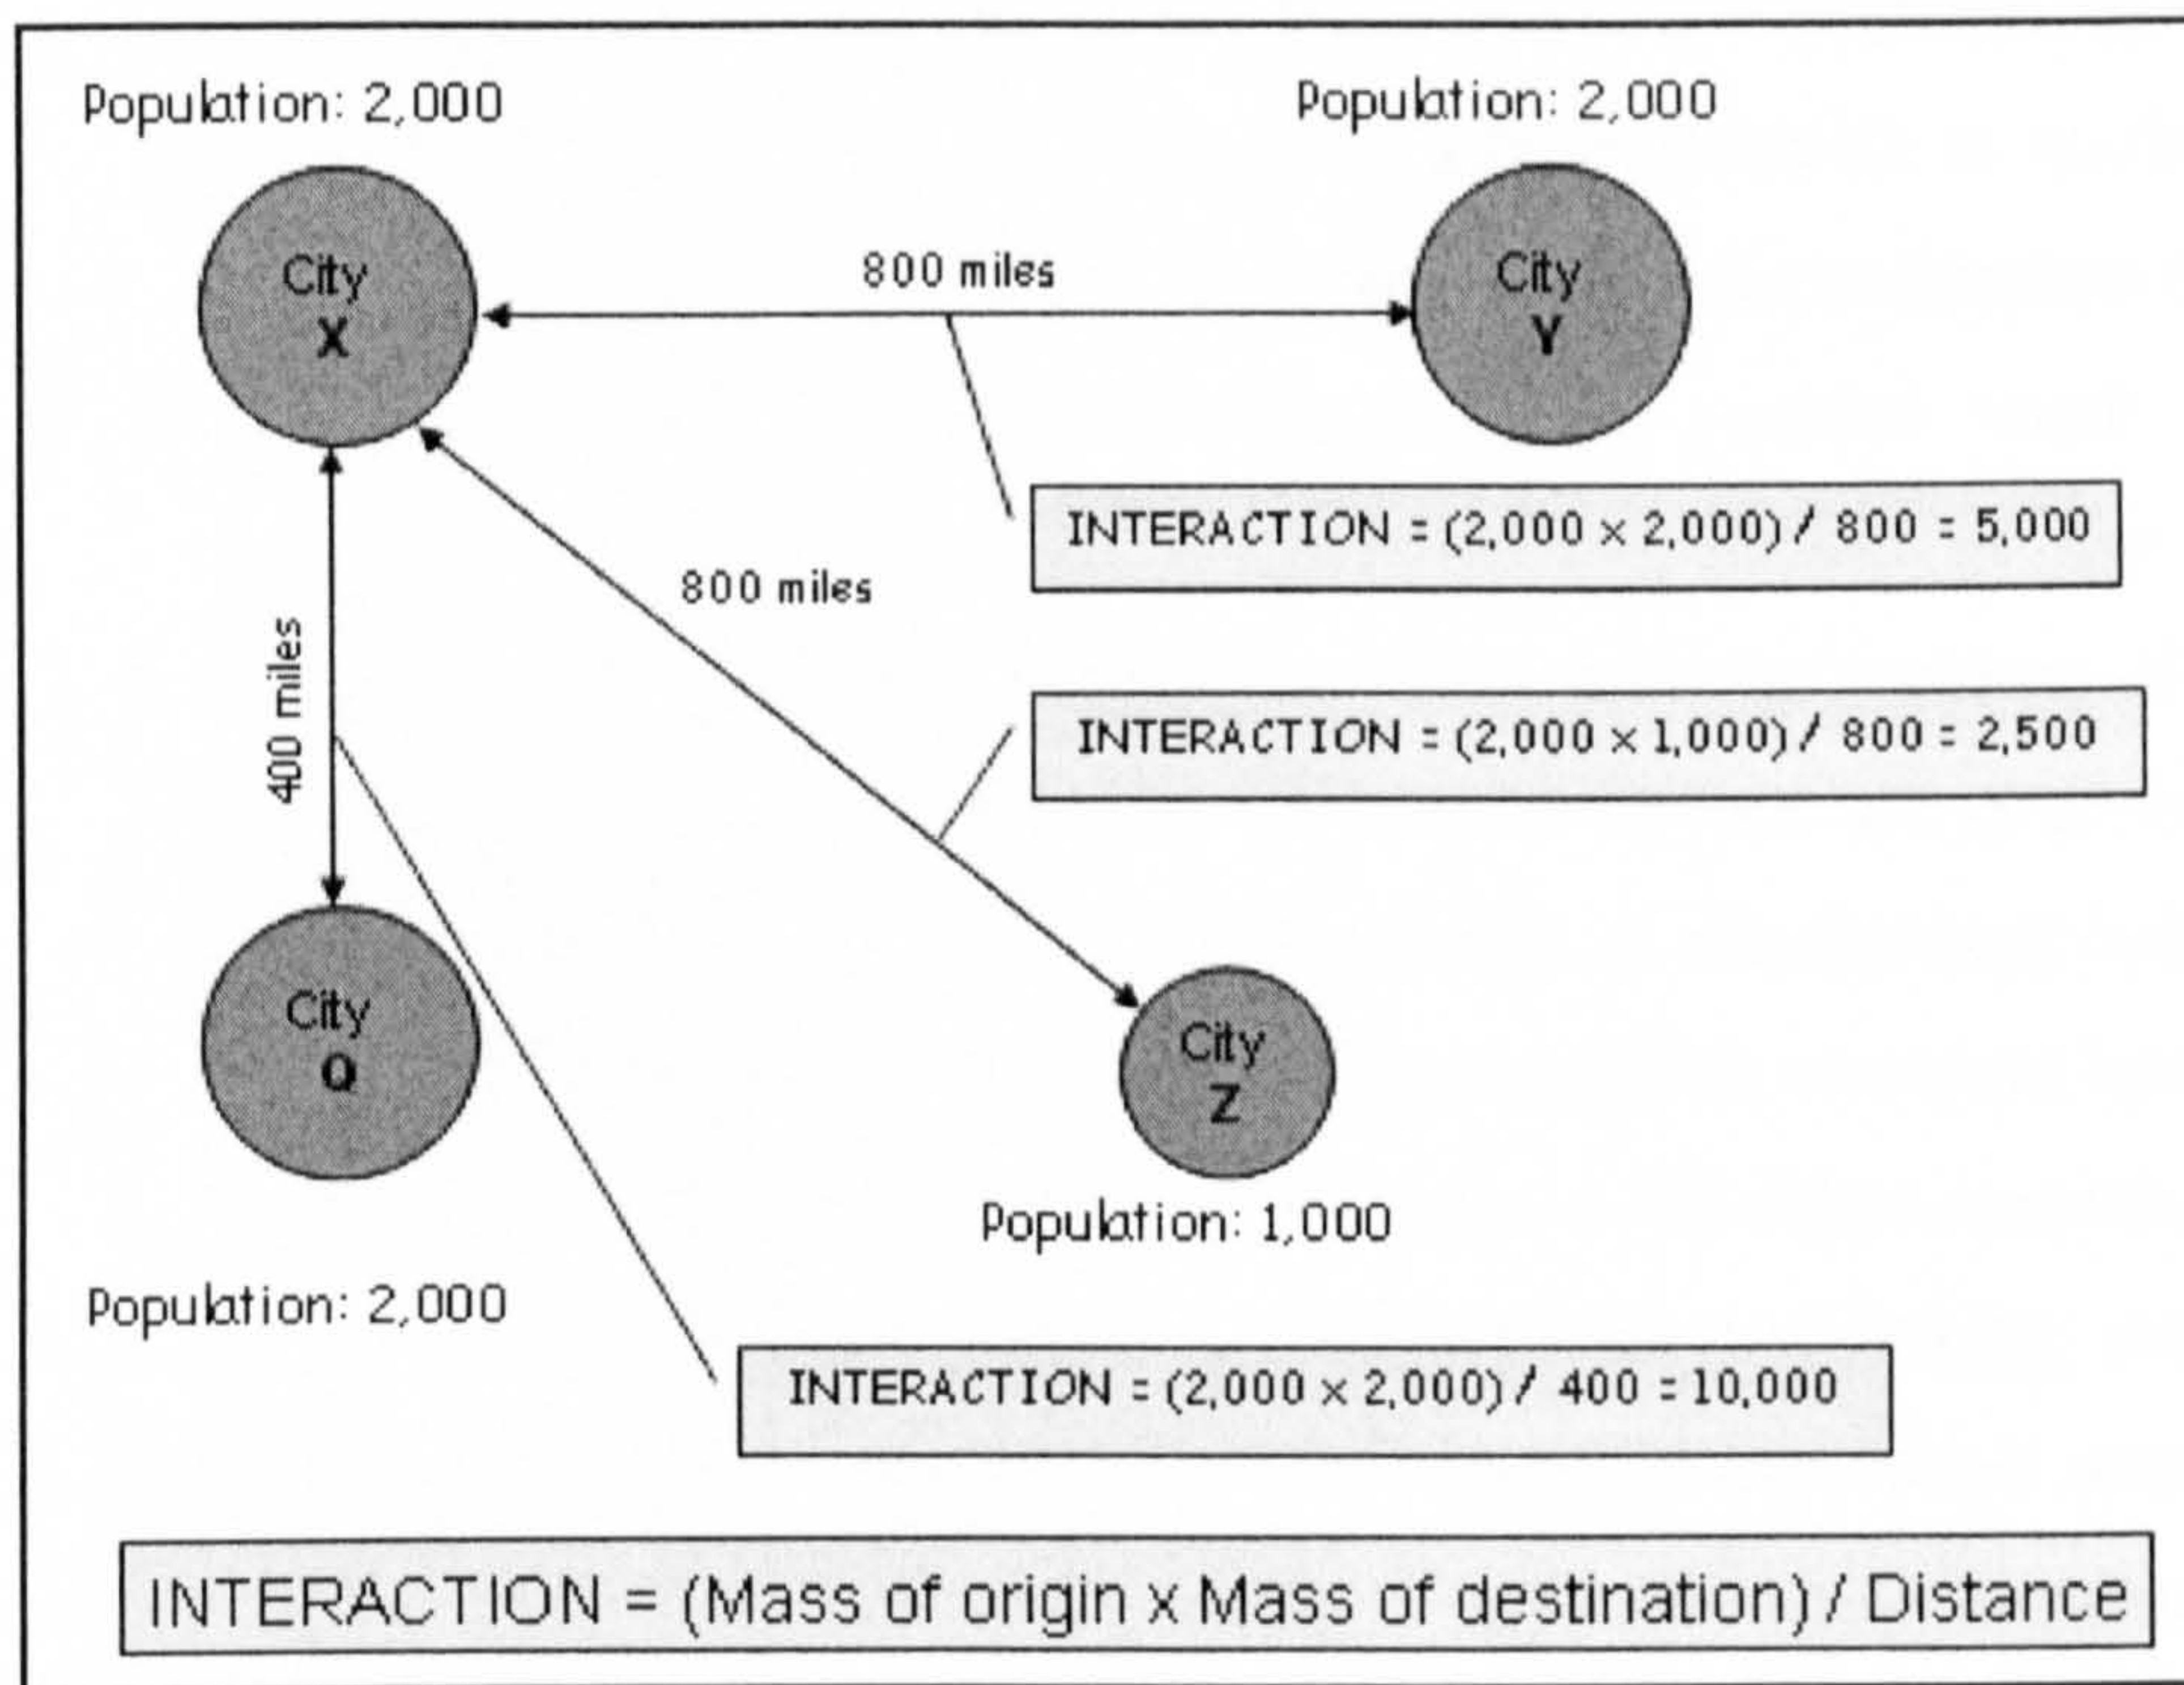 Population: 2,000
Population: 2,000
City
X
800 miles
City
Y
INTERACTION = (2,000 x 2,000) / 800 = 5,000
800 miles
400 miles
INTERACTION = (2,000 x 1,000) / 800 = 2,500
City
Q
City
Z
Population: 1,000
Population: 2,000
INTERACTION = (2,000 x 2,000) / 400 = 10,000
INTERACTION = (Mass of origin x Mass of destination) / Distance